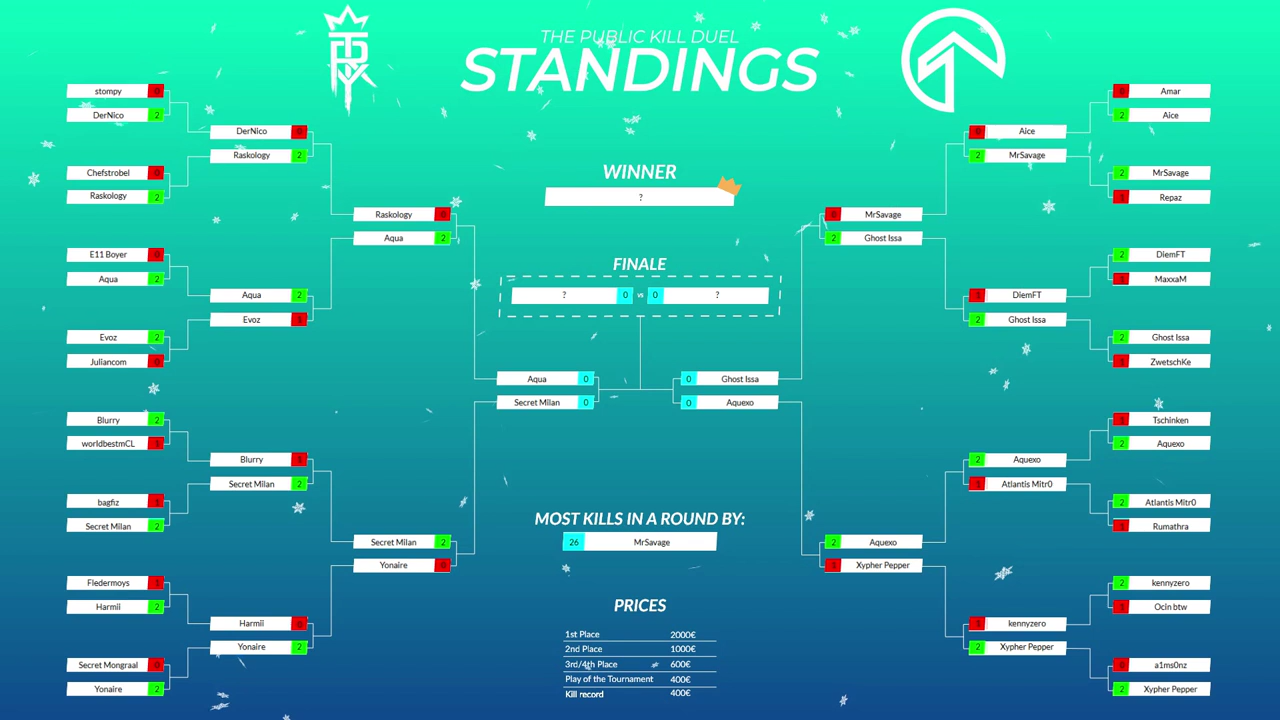 THE PUBLIC KILL DUEL
STANDINGS
TRY
stompy 0
DerNico 2
Chefstrobel 0
Raskology 2
E11 Boyer 0
Aqua 2
Evoz 2
Juliancom 0
Blurry 2
worldbestmCL 1
bagfiz 1
Secret Milan 2
Fledermoys 1
Harmii 2
Secret Mongraal 0
Yonaire 2
DerNico 0
Raskology 2
Aqua 2
Evoz 1
Blurry 1
Secret Milan 2
Harmii 0
Yonaire 2
Raskology 0
Aqua 2
Secret Milan 2
Yonaire 0
WINNER
?
FINALE
? 0 vs 0 ?
Aqua 0
Secret Milan 0
0 Ghost Issa
0 Aquexo
MOST KILLS IN A ROUND BY:
26 MrSavage
PRICES
1st Place 2000€
2nd Place 1000€
3rd/4th Place 600€
Play of the Tournament 400€
Kill record 400€
0 MrSavage
2 Ghost Issa
2 Aquexo
1 Xypher Pepper
0 Aice
2 MrSavage
1 DiemFT
2 Ghost Issa
2 Aquexo
1 Atlantis Mitr0
1 kennyzero
2 Xypher Pepper
0 Amar
2 Aice
2 MrSavage
1 Repaz
2 DiemFT
1 MaxxaM
2 Ghost Issa
1 ZwetschKe
1 Tschinken
2 Aquexo
2 Atlantis Mitr0
1 Rumathra
2 kennyzero
1 Ocin btw
0 a1ms0nz
2 Xypher Pepper